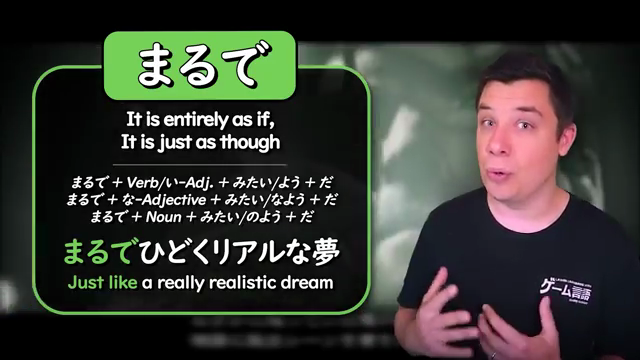 まるで
It is entirely as if,
It is just as though
まるで + Verb/い-Adj. + みたい/よう + だ
まるで + な-Adjective + みたい/なよう + だ
まるで + Noun + みたい/のよう + だ
まるでひどくリアルな夢
Just like a really realistic dream
ゲーム言語